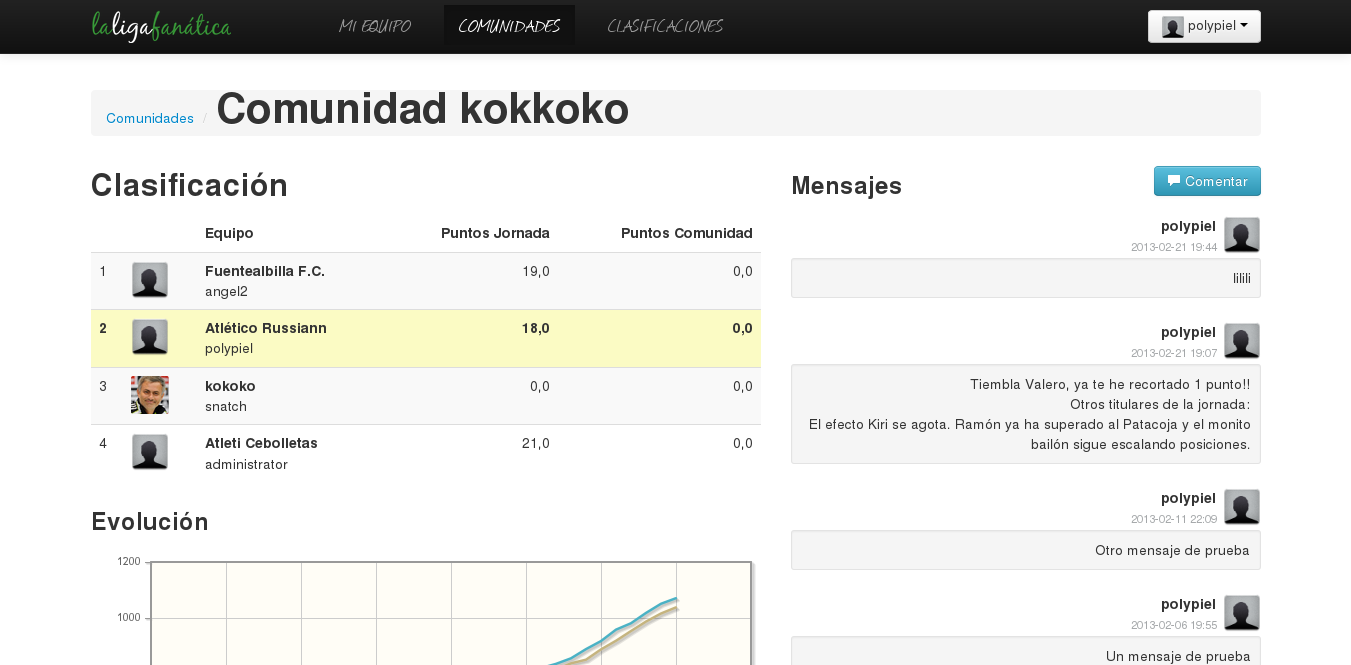 laligafanática
MI EQUIPO
COMUNIDADES
CLASIFICACIONES
polypiel
Comunidades / Comunidad kokkoko
Clasificación
Equipo Puntos Jornada Puntos Comunidad
1 Fuentealbilla F.C. 19,0 0,0
angel2
2 Atlético Russiann 18,0 0,0
polypiel
3 kokoko 0,0 0,0
snatch
4 Atleti Cebolletas 21,0 0,0
administrator
Evolución
1200
1000
Mensajes
Comentar
polypiel
2013-02-21 19:44
lilili
polypiel
2013-02-21 19:07
Tiembla Valero, ya te he recortado 1 punto!!
Otros titulares de la jornada:
El efecto Kiri se agota. Ramón ya ha superado al Patacoja y el monito
bailón sigue escalando posiciones.
polypiel
2013-02-11 22:09
Otro mensaje de prueba
polypiel
2013-02-06 19:55
Un mensaje de prueba